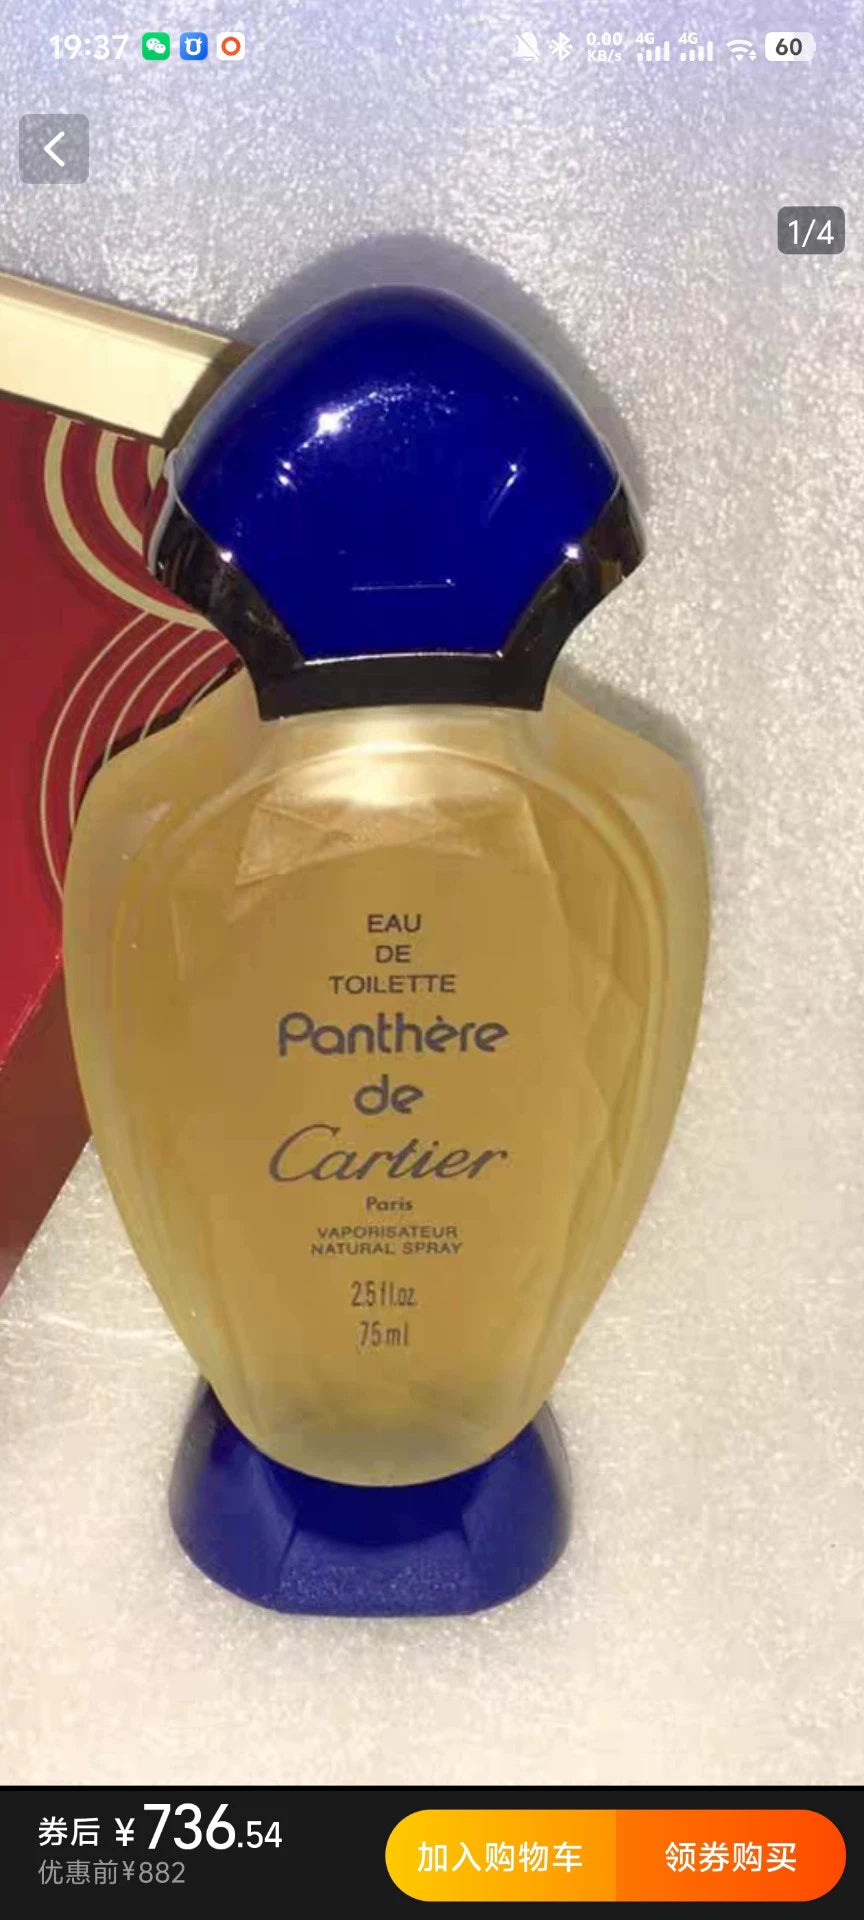 19:37
0.00
KB/s
4G
4G
60
1/4
EAU
DE
TOILETTE
Panthère
de
Cartier
Paris
VAPORISATEUR
NATURAL SPRAY
2.5 fl.oz.
75 ml
券后 ¥736.54
优惠前¥882
加入购物车
领券购买